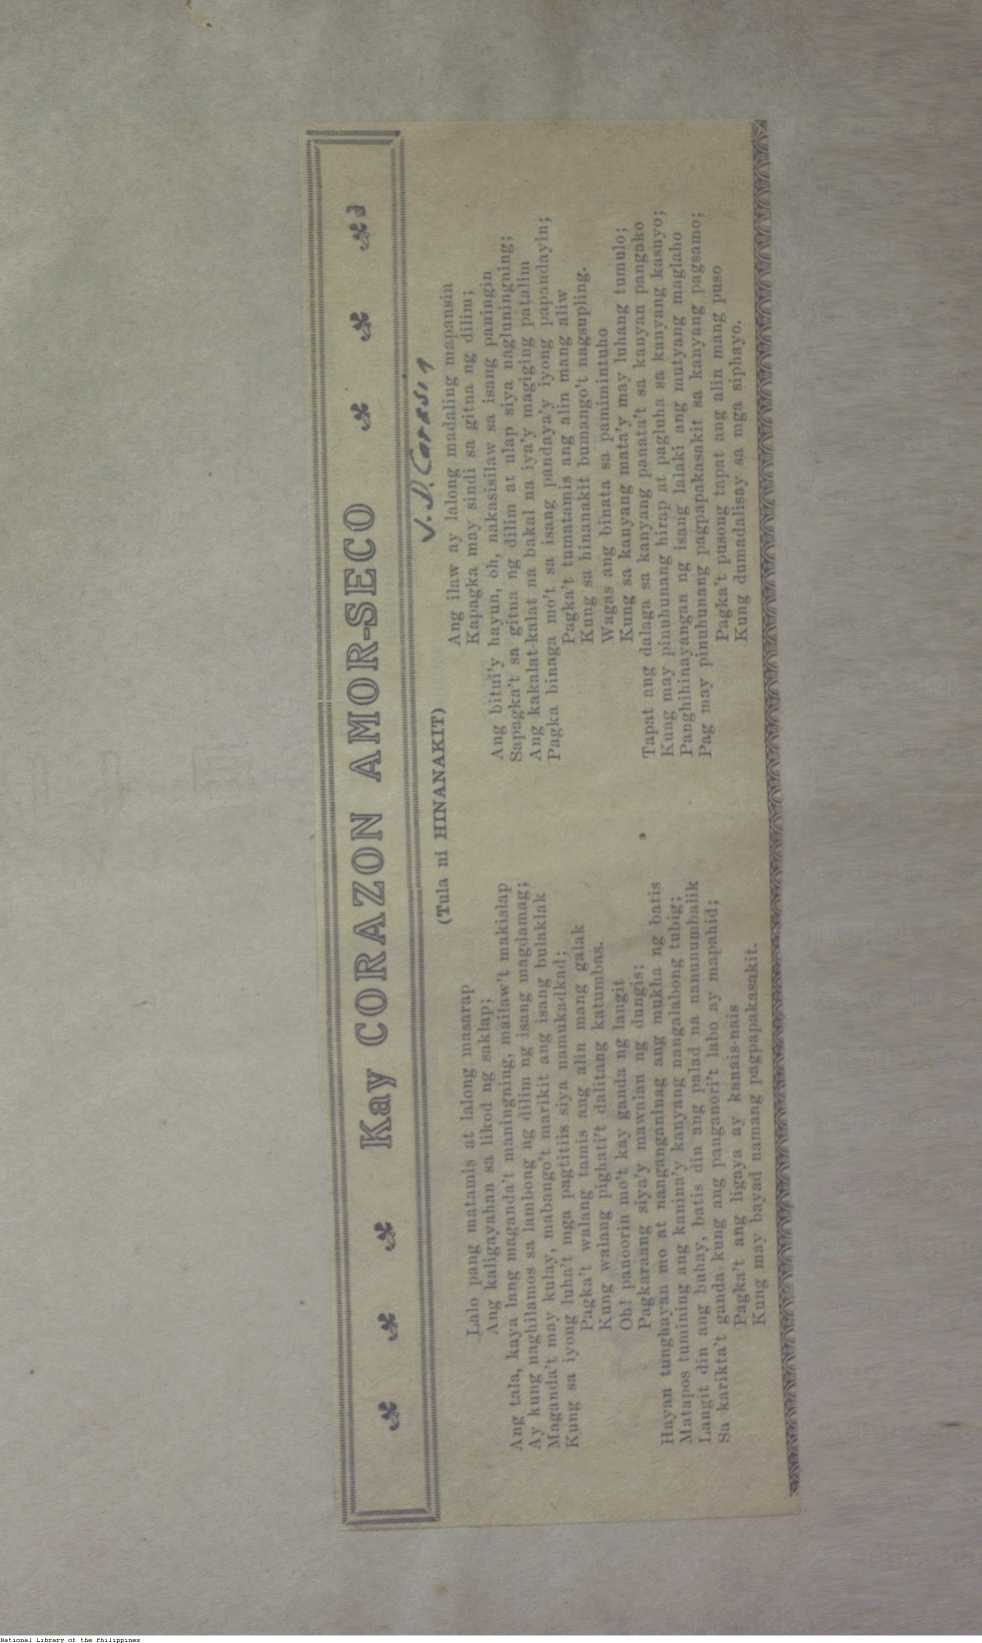 Kay CORAZON AMOR-SECO
V. D. Carasig
(Tula ni HINANAKIT)
Lalo pang matamis at lalong masarap
Ang kaligayahan sa likod ng saklap;
Ang tala, kaya lang maganda't maningning, mailaw't makislap
Ay kung naghilamos sa lambong ng dilim ng isang magdamag;
Maganda't may kulay, mabango't marikit ang isang bulaklak
Kung sa iyong luha't mga pagtitiis siya namukadkad;
Pagka't walang tamis ang alin mang galak
Kung walang pighati't dalitang katumbas.
Oh! panoorin mo't kay ganda ng langit
Pagkaraang siya'y mawalan ng dungis;
Hayan tunghayan mo at nanganganinag ang mukha ng batis
Matapos tumining ang kanina'y kanyang mangalabong tubig;
Langit din ang buhay, batis din ang palad na nanunumbalik
Sa karikta't ganda kung ang panganori't labo ay mapahid;
Pagka't ang ligaya ay kanais-nais
Kung may bayad namang pagpapakasakit.
Ang ilaw ay lalong madaling mapansin
Kapagka may sindi sa gitna ng dilim;
Ang bitui'y hayun, oh, nakasisilaw sa isang paningin
Sapagka't sa gitna ng dilim at ulap siya nagluningning;
Ang kakalat-kalat na bakal na iya'y magiging patalim
Pagka binaga mo't sa isang pandaya'y iyong papandayin;
Pagka't tumatamis ang alin mang aliw
Kung sa hinanakit bumango't nagsupling.
Wagas ang binata sa pamimintuho
Kung sa kanyang mata'y may luhang tumulo;
Tapat ang dalaga sa kanyang panata't sa kanyan pangako
Kung may pinuhunang hirap at pagluha sa kanyang kasuyo;
Panghihinayangan ng isang lalaki ang mutyang maglaho
Pag may pinuhunang pagpapakasakit sa kanyang pagsamo;
Pagka't pusong tapat ang alin mang puso
Kung dumadalisay sa mga siphayo.
National Library of the Philippines